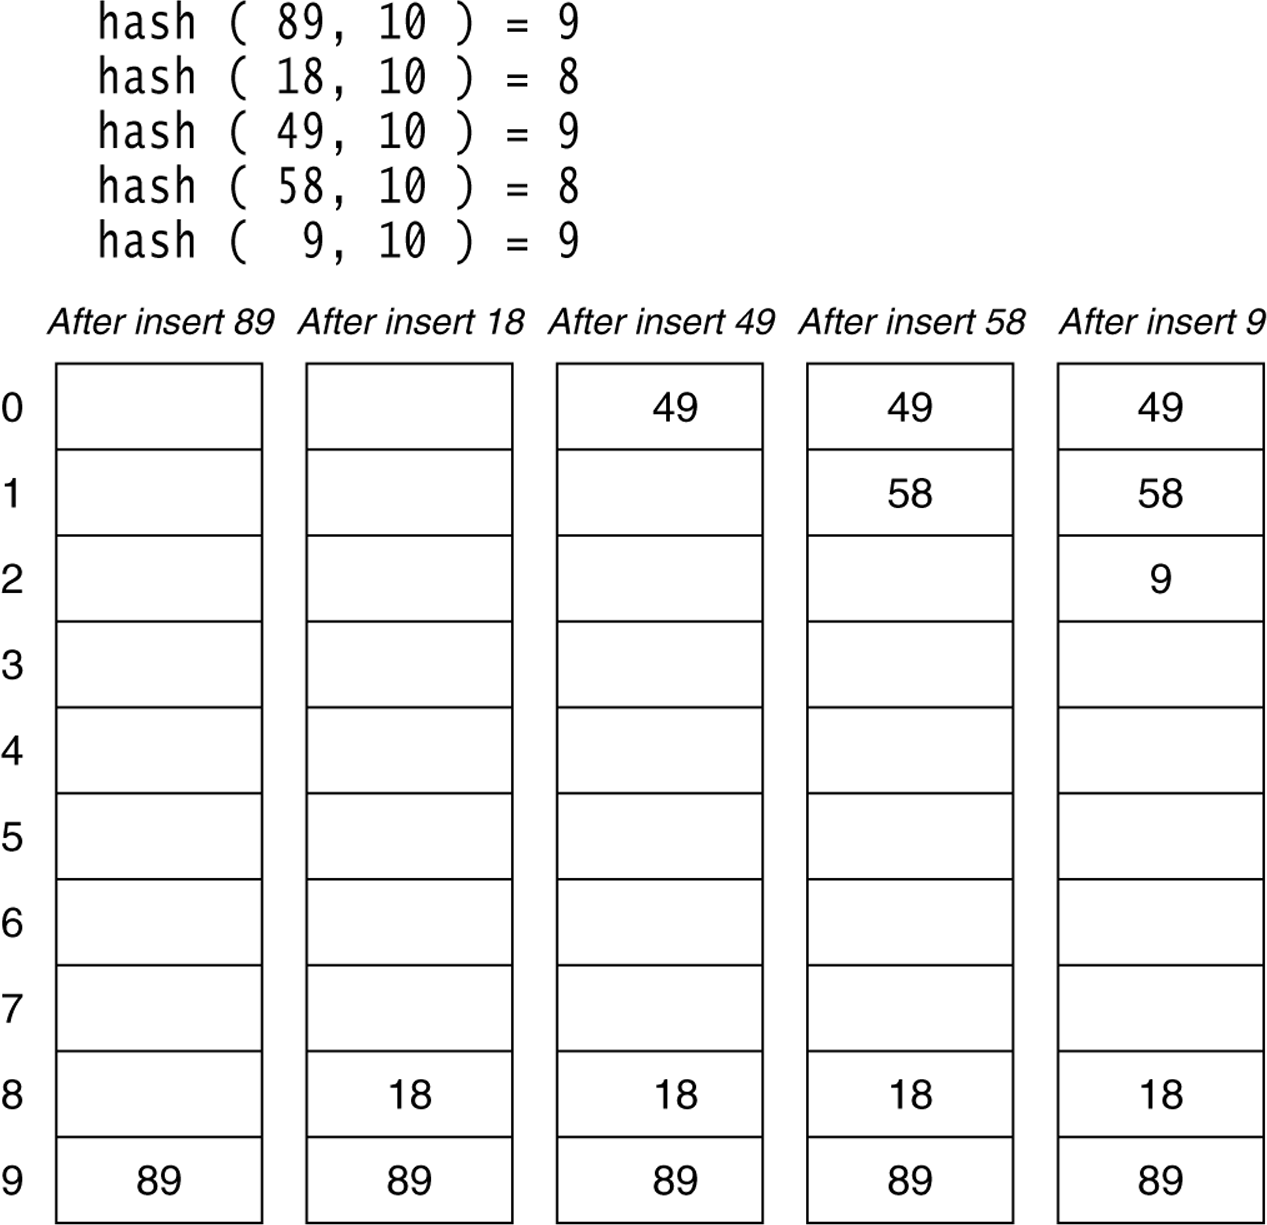 hash ( 89, 10 ) = 9
hash ( 18, 10 ) = 8
hash ( 49, 10 ) = 9
hash ( 58, 10 ) = 8
hash ( 9, 10 ) = 9
After insert 89 After insert 18 After insert 49 After insert 58 After insert 9
0 49 49 49
1 58 58
2 9
3
4
5
6
7
8 18 18 18 18
9 89 89 89 89 89